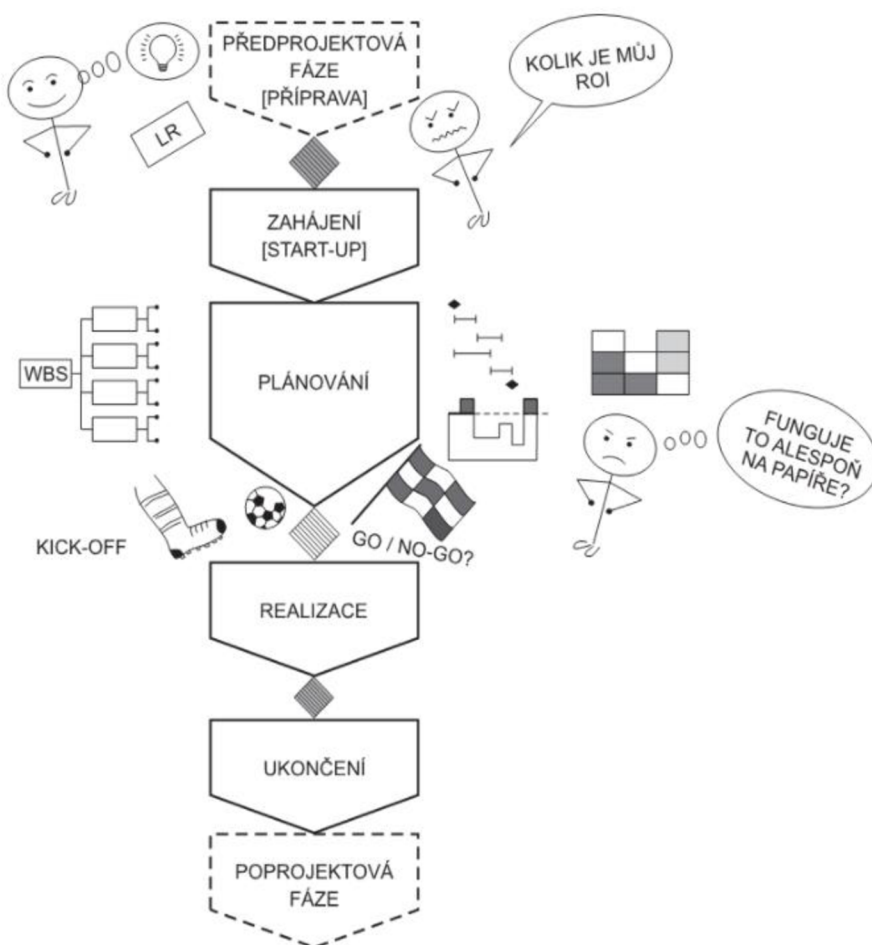 PŘEDPROJEKTOVÁ
FÁZE
[PŘÍPRAVA]
KOLIK JE MŮJ
ROI
LR
ZAHÁJENÍ
[START-UP]
WBS
PLÁNOVÁNÍ
FUNGUJE
TO ALESPOŇ
NA PAPÍŘE?
KICK-OFF
GO / NO-GO?
REALIZACE
UKONČENÍ
POPROJEKTOVÁ
FÁZE